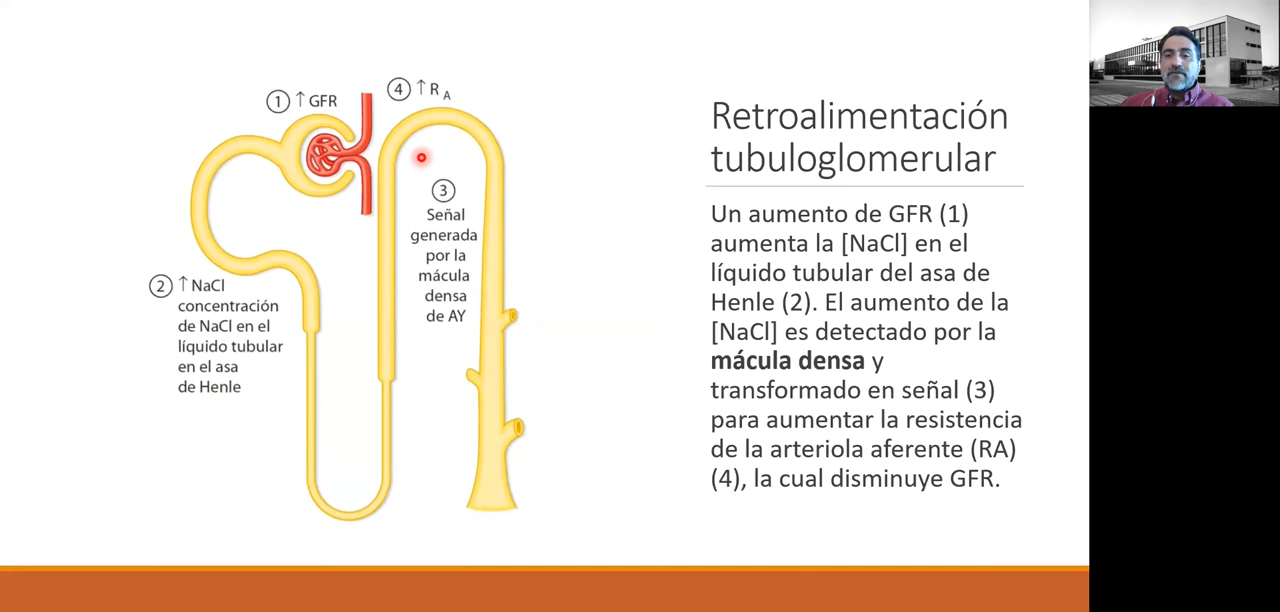 ① ↑ GFR
④ ↑ R A
③
Señal
generada
por la
mácula
densa
de AY
② ↑ NaCl
concentración
de NaCl en el
líquido tubular
en el asa
de Henle
Retroalimentación
tubuloglomerular
Un aumento de GFR (1)
aumenta la [NaCl] en el
líquido tubular del asa de
Henle (2). El aumento de la
[NaCl] es detectado por la
mácula densa y
transformado en señal (3)
para aumentar la resistencia
de la arteriola aferente (RA)
(4), la cual disminuye GFR.